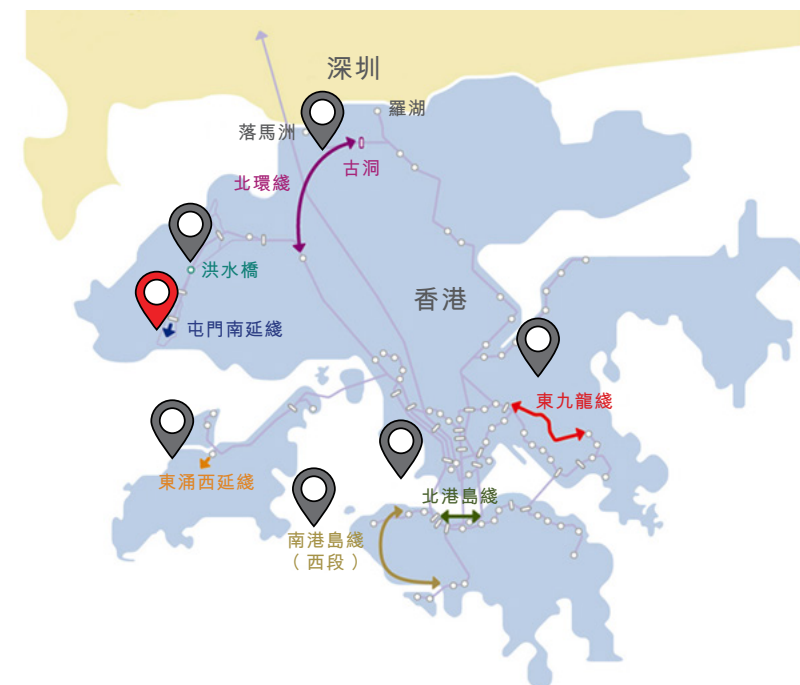 深圳
羅湖
落馬洲
古洞
北環綫
洪水橋
香港
屯門南延綫
東九龍綫
東涌西延綫
北港島綫
南港島綫
（西段）